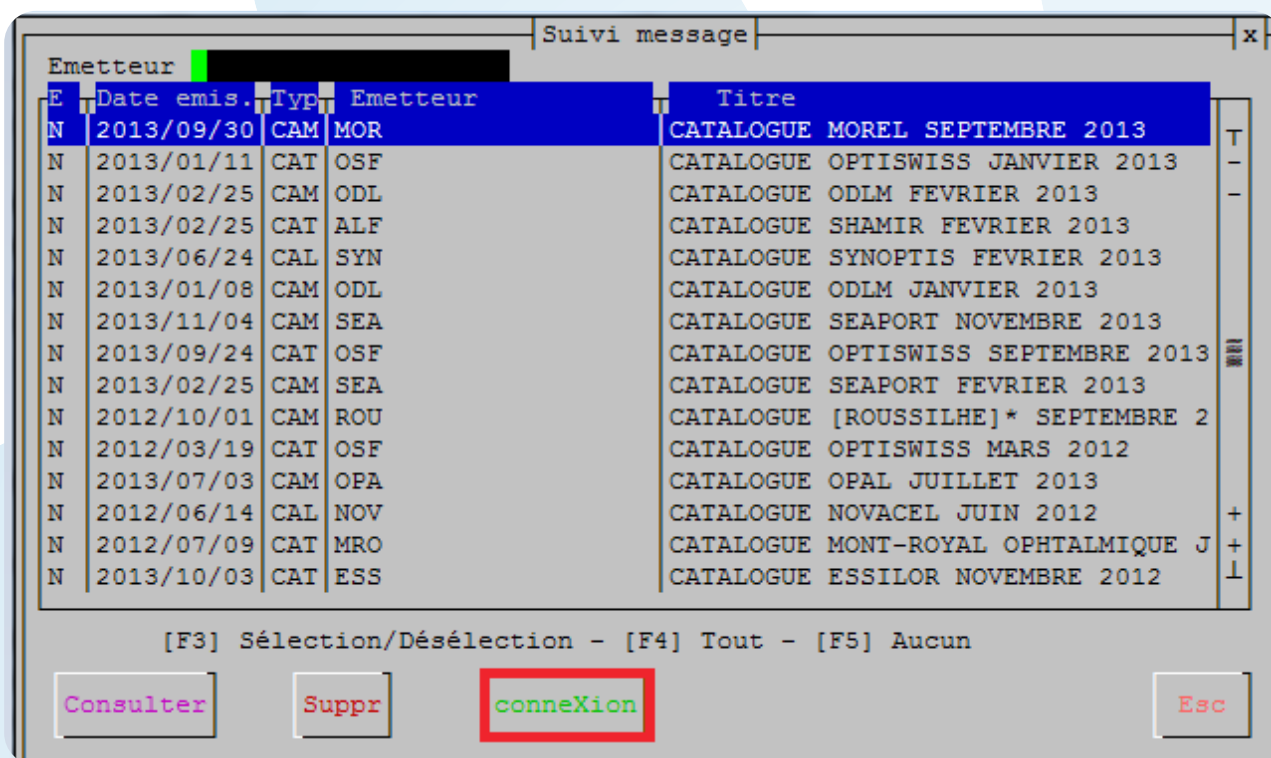 Suivi message x
Emetteur
E Date emis. Typ Emetteur Titre
N 2013/09/30 CAM MOR CATALOGUE MOREL SEPTEMBRE 2013
N 2013/01/11 CAT OSF CATALOGUE OPTISWISS JANVIER 2013
N 2013/02/25 CAM ODL CATALOGUE ODLM FEVRIER 2013
N 2013/02/25 CAT ALF CATALOGUE SHAMIR FEVRIER 2013
N 2013/06/24 CAL SYN CATALOGUE SYNOPTIS FEVRIER 2013
N 2013/01/08 CAM ODL CATALOGUE ODLM JANVIER 2013
N 2013/11/04 CAM SEA CATALOGUE SEAPORT NOVEMBRE 2013
N 2013/09/24 CAT OSF CATALOGUE OPTISWISS SEPTEMBRE 2013
N 2013/02/25 CAM SEA CATALOGUE SEAPORT FEVRIER 2013
N 2012/10/01 CAM ROU CATALOGUE [ROUSSILHE]* SEPTEMBRE 2
N 2012/03/19 CAT OSF CATALOGUE OPTISWISS MARS 2012
N 2013/07/03 CAM OPA CATALOGUE OPAL JUILLET 2013
N 2012/06/14 CAL NOV CATALOGUE NOVACEL JUIN 2012 +
N 2012/07/09 CAT MRO CATALOGUE MONT-ROYAL OPHTALMIQUE J +
N 2013/10/03 CAT ESS CATALOGUE ESSILOR NOVEMBRE 2012
[F3] Sélection/Désélection - [F4] Tout - [F5] Aucun
Consulter Suppr conneXion Esc